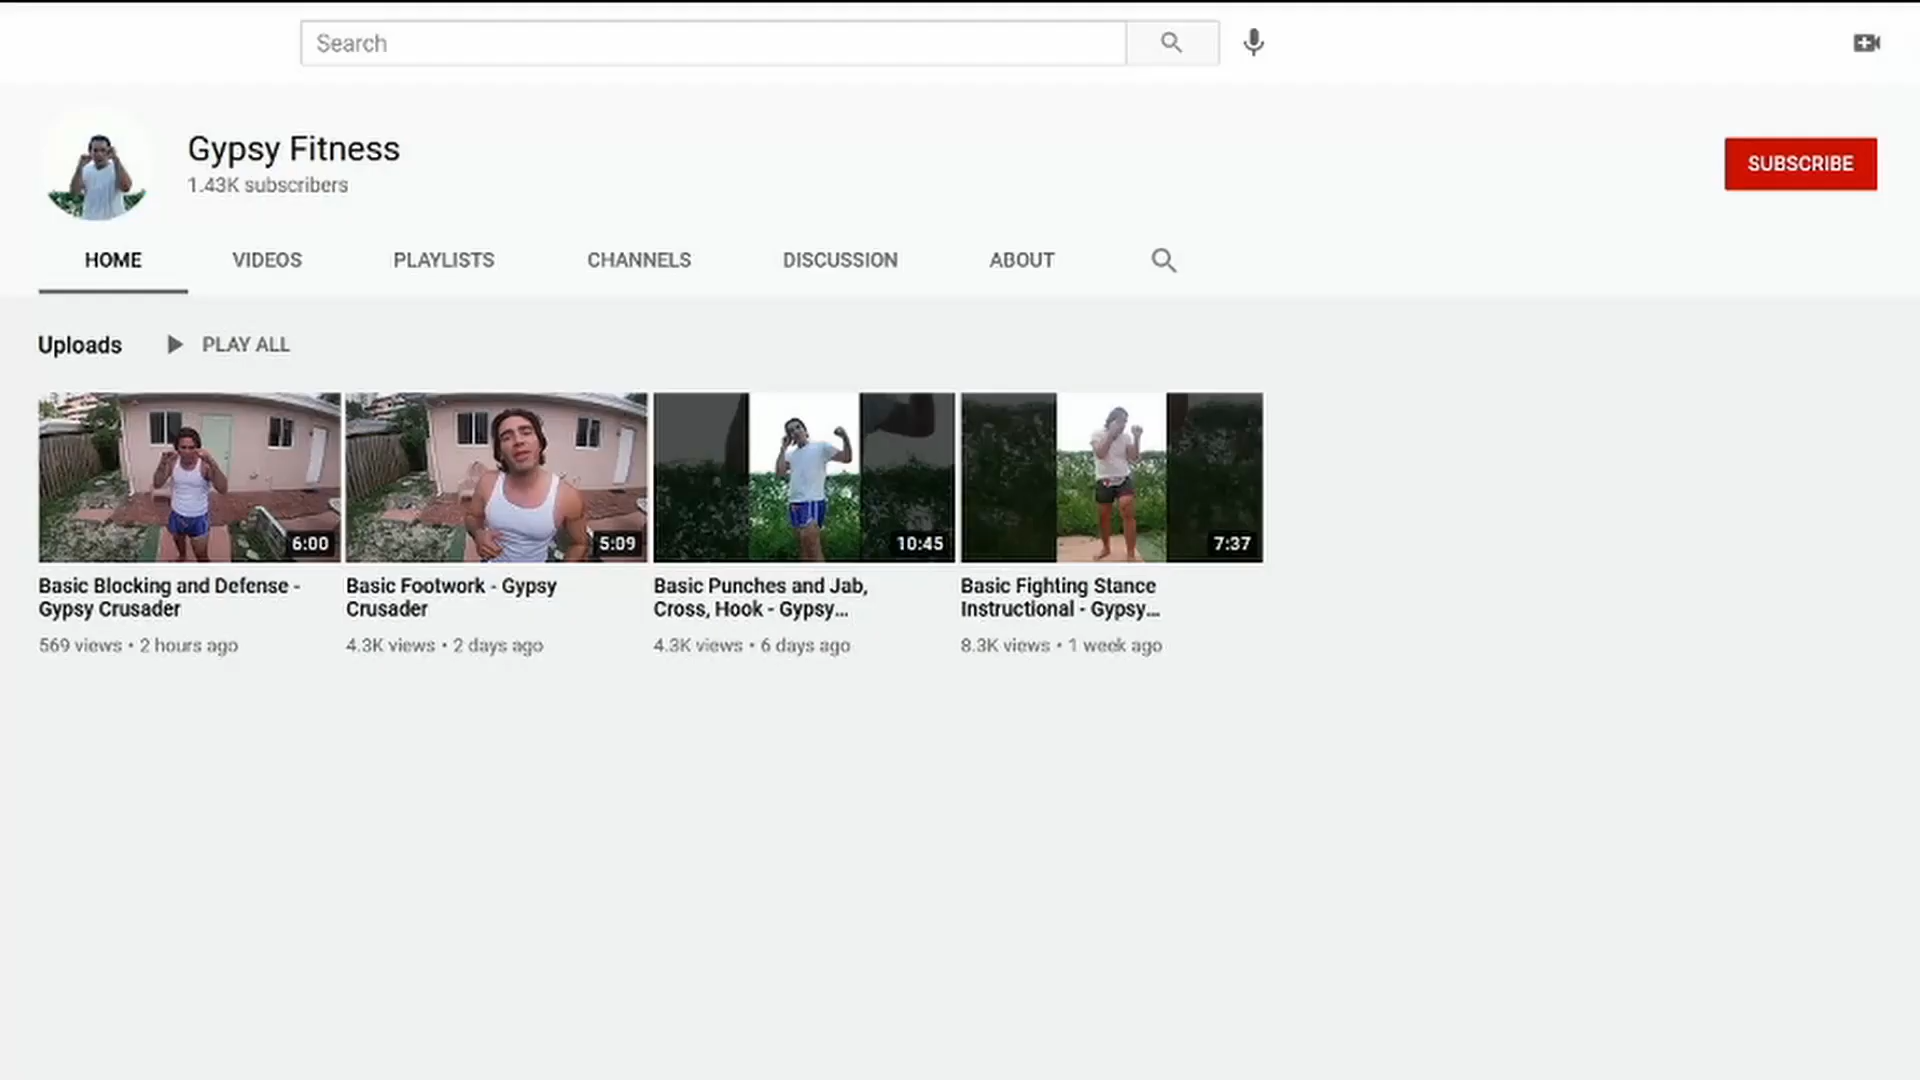 Search
Gypsy Fitness
1.43K subscribers
SUBSCRIBE
HOME VIDEOS PLAYLISTS CHANNELS DISCUSSION ABOUT
Uploads PLAY ALL
6:00 5:09 10:45 7:37
Basic Blocking and Defense -
Gypsy Crusader
569 views • 2 hours ago
Basic Footwork - Gypsy
Crusader
4.3K views • 2 days ago
Basic Punches and Jab,
Cross, Hook - Gypsy...
4.3K views • 6 days ago
Basic Fighting Stance
Instructional - Gypsy...
8.3K views • 1 week ago